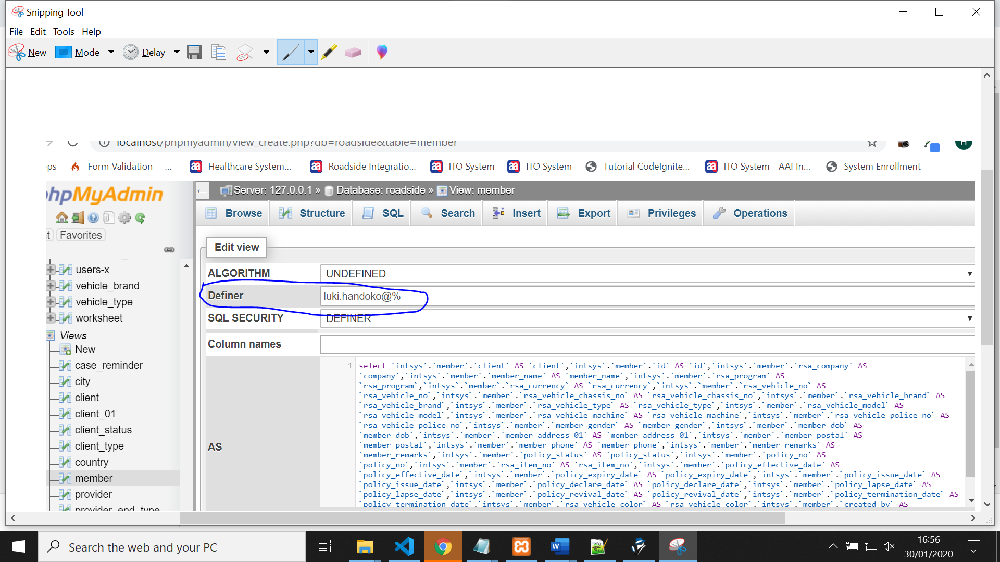 Snipping Tool
File Edit Tools Help
New Mode Delay
localhost/phpmyadmin/view_create.php?db=roadside&table=member
ps Form Validation —... Healthcare System... Roadside Integratio... ITO System ITO System Tutorial CodeIgnite... ITO System - AAI In... System Enrollment
phpMyAdmin
Server: 127.0.0.1 » Database: roadside » View: member
Browse Structure SQL Search Insert Export Privileges Operations
t Favorites
users-x
vehicle_brand
vehicle_type
worksheet
Views
New
case_reminder
city
client
client_01
client_status
client_type
country
member
provider
provider_end_type
Edit view
ALGORITHM UNDEFINED
Definer luki.handoko@%
SQL SECURITY DEFINER
Column names
AS
1 select `intsys`.`member`.`client` AS `client`,`intsys`.`member`.`id` AS `id`,`intsys`.`member`.`rsa_company` AS
`company`,`intsys`.`member`.`member_name` AS `member_name`,`intsys`.`member`.`rsa_program` AS
`rsa_program`,`intsys`.`member`.`rsa_currency` AS `rsa_currency`,`intsys`.`member`.`rsa_vehicle_no` AS
`rsa_vehicle_no`,`intsys`.`member`.`rsa_vehicle_chassis_no` AS `rsa_vehicle_chassis_no`,`intsys`.`member`.`rsa_vehicle_brand` AS
`rsa_vehicle_brand`,`intsys`.`member`.`rsa_vehicle_type` AS `rsa_vehicle_type`,`intsys`.`member`.`rsa_vehicle_model` AS
`rsa_vehicle_model`,`intsys`.`member`.`rsa_vehicle_machine` AS `rsa_vehicle_machine`,`intsys`.`member`.`rsa_vehicle_police_no` AS
`rsa_vehicle_police_no`,`intsys`.`member`.`member_gender` AS `member_gender`,`intsys`.`member`.`member_dob` AS
`member_dob`,`intsys`.`member`.`member_address_01` AS `member_address_01`,`intsys`.`member`.`member_postal` AS
`member_postal`,`intsys`.`member`.`member_phone` AS `member_phone`,`intsys`.`member`.`member_remarks` AS
`member_remarks`,`intsys`.`member`.`policy_status` AS `policy_status`,`intsys`.`member`.`policy_no` AS
`policy_no`,`intsys`.`member`.`rsa_item_no` AS `rsa_item_no`,`intsys`.`member`.`policy_effective_date` AS
`policy_effective_date`,`intsys`.`member`.`policy_expiry_date` AS `policy_expiry_date`,`intsys`.`member`.`policy_issue_date` AS
`policy_issue_date`,`intsys`.`member`.`policy_declare_date` AS `policy_declare_date`,`intsys`.`member`.`policy_lapse_date` AS
`policy_lapse_date`,`intsys`.`member`.`policy_revival_date` AS `policy_revival_date`,`intsys`.`member`.`policy_termination_date` AS
`policy_termination_date`,`intsys`.`member`.`rsa_vehicle_color` AS `rsa_vehicle_color`,`intsys`.`member`.`created_by` AS
Search the web and your PC
16:56
30/01/2020